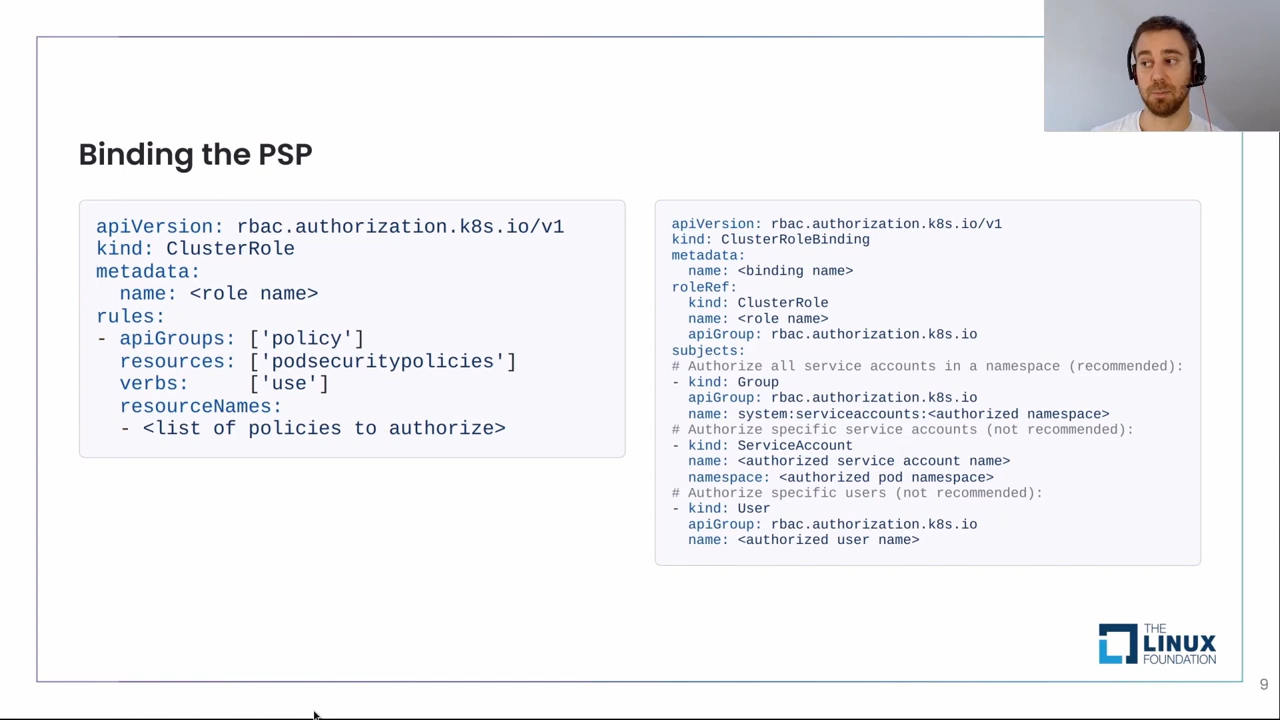 Binding the PSP
apiVersion: rbac.authorization.k8s.io/v1
kind: ClusterRole
metadata:
  name: <role name>
rules:
- apiGroups: ['policy']
  resources: ['podsecuritypolicies']
  verbs:     ['use']
  resourceNames:
  - <list of policies to authorize>
apiVersion: rbac.authorization.k8s.io/v1
kind: ClusterRoleBinding
metadata:
  name: <binding name>
roleRef:
  kind: ClusterRole
  name: <role name>
  apiGroup: rbac.authorization.k8s.io
subjects:
# Authorize all service accounts in a namespace (recommended):
- kind: Group
  apiGroup: rbac.authorization.k8s.io
  name: system:serviceaccounts:<authorized namespace>
# Authorize specific service accounts (not recommended):
- kind: ServiceAccount
  name: <authorized service account name>
  namespace: <authorized pod namespace>
# Authorize specific users (not recommended):
- kind: User
  apiGroup: rbac.authorization.k8s.io
  name: <authorized user name>
THE
LINUX
FOUNDATION
9